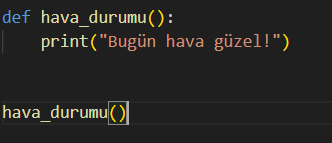 def hava_durumu():
    print("Bugün hava güzel!")
hava_durumu()